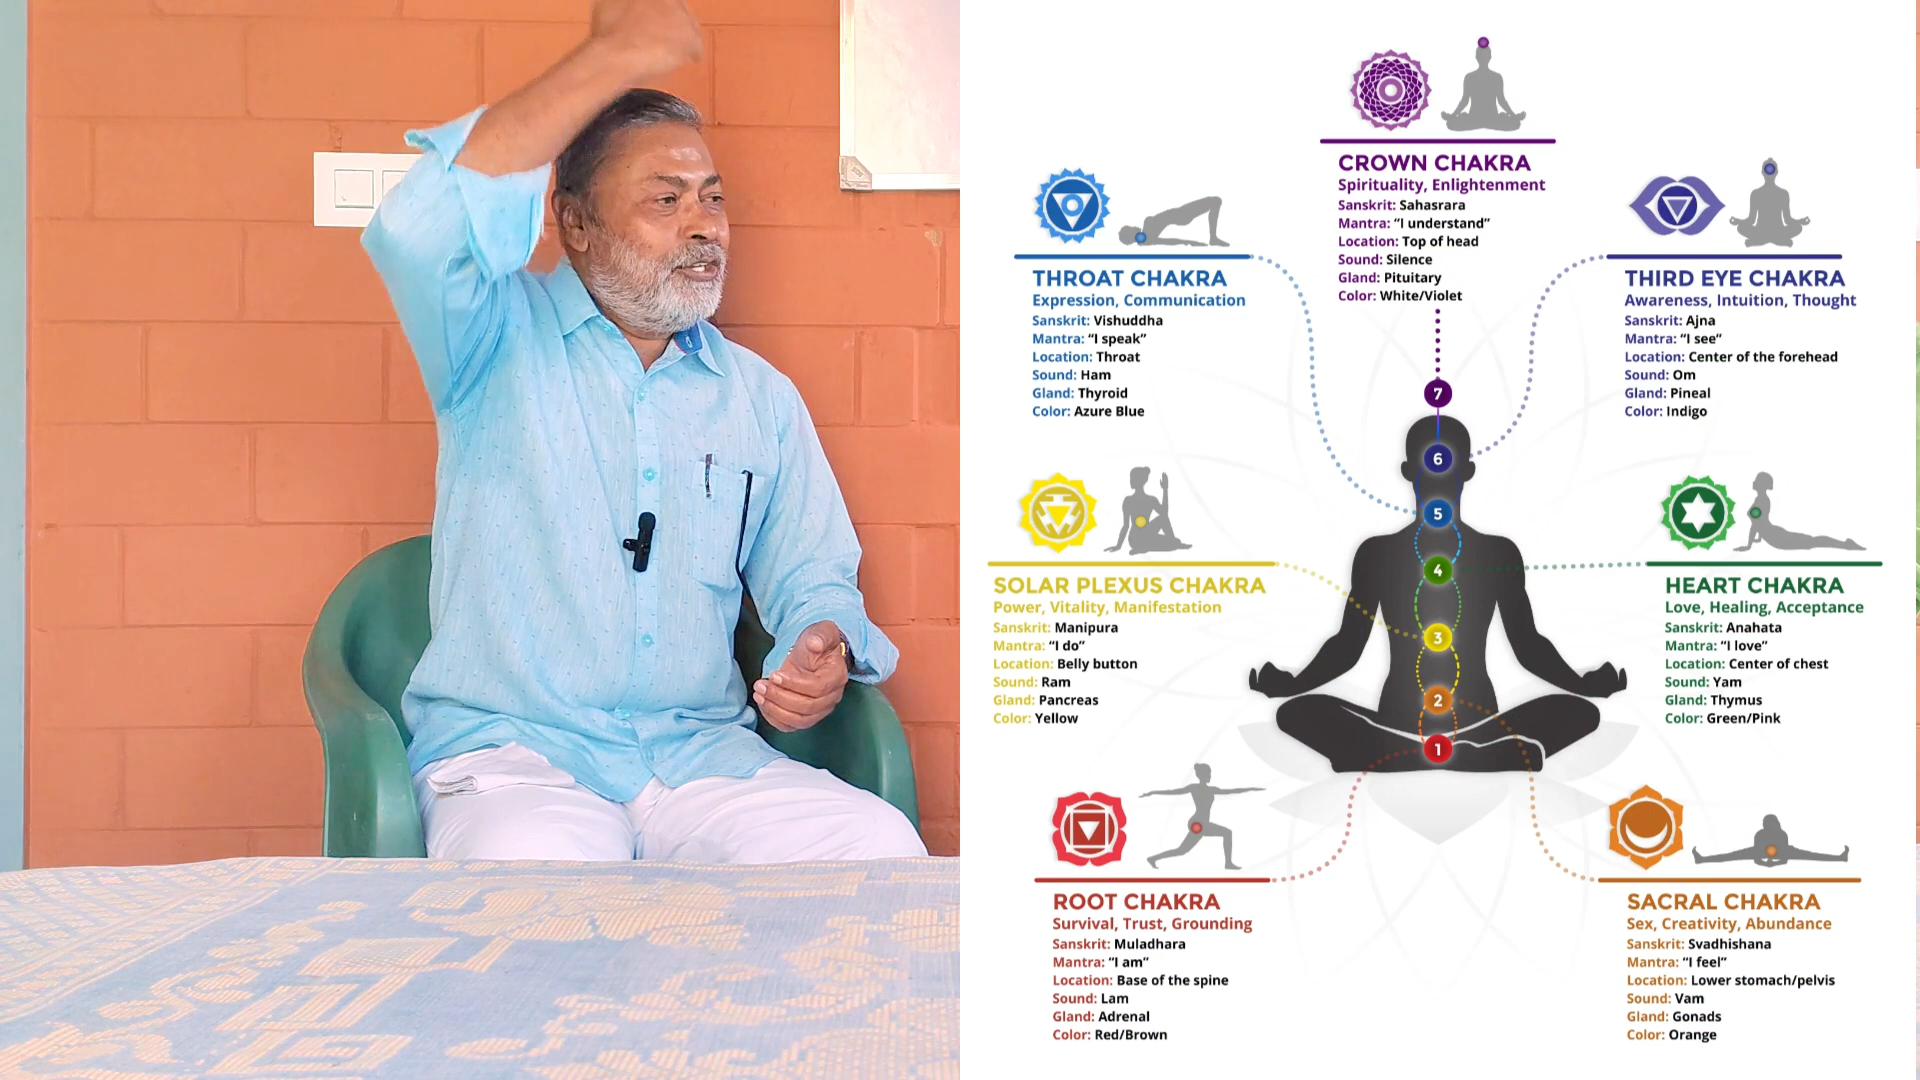 CROWN CHAKRA
Spirituality, Enlightenment
Sanskrit: Sahasrara
Mantra: “I understand”
Location: Top of head
Sound: Silence
Gland: Pituitary
Color: White/Violet
THROAT CHAKRA
Expression, Communication
Sanskrit: Vishuddha
Mantra: “I speak”
Location: Throat
Sound: Ham
Gland: Thyroid
Color: Azure Blue
THIRD EYE CHAKRA
Awareness, Intuition, Thought
Sanskrit: Ajna
Mantra: “I see”
Location: Center of the forehead
Sound: Om
Gland: Pineal
Color: Indigo
7
6
5
4
3
2
1
SOLAR PLEXUS CHAKRA
Power, Vitality, Manifestation
Sanskrit: Manipura
Mantra: “I do”
Location: Belly button
Sound: Ram
Gland: Pancreas
Color: Yellow
HEART CHAKRA
Love, Healing, Acceptance
Sanskrit: Anahata
Mantra: “I love”
Location: Center of chest
Sound: Yam
Gland: Thymus
Color: Green/Pink
ROOT CHAKRA
Survival, Trust, Grounding
Sanskrit: Muladhara
Mantra: “I am”
Location: Base of the spine
Sound: Lam
Gland: Adrenal
Color: Red/Brown
SACRAL CHAKRA
Sex, Creativity, Abundance
Sanskrit: Svadhishana
Mantra: “I feel”
Location: Lower stomach/pelvis
Sound: Vam
Gland: Gonads
Color: Orange